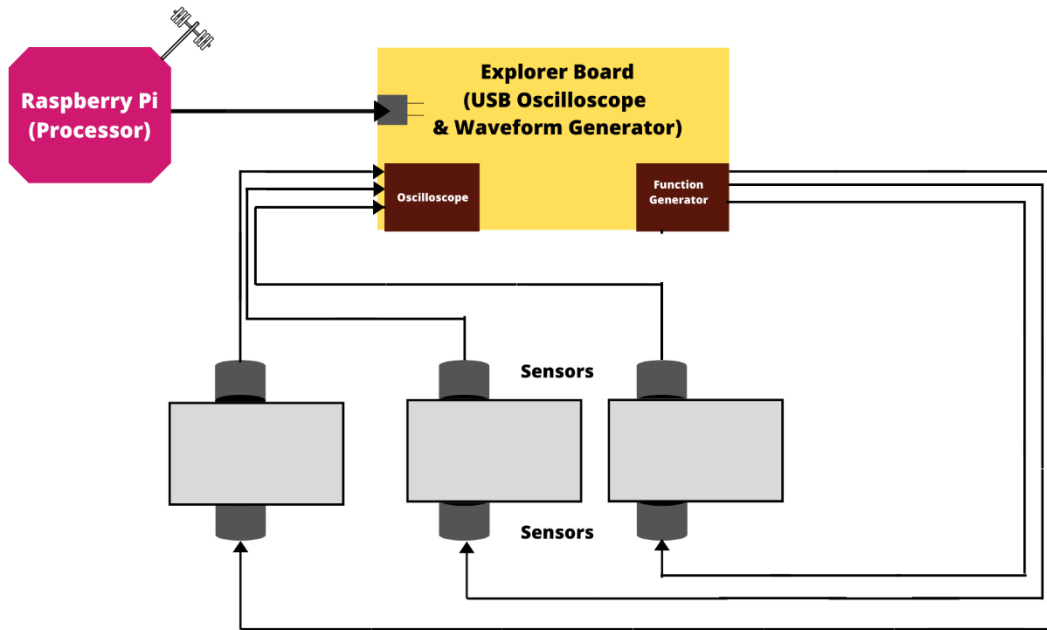 Raspberry Pi
(Processor)
Explorer Board
(USB Oscilloscope
& Waveform Generator)
Oscilloscope
Function
Generator
Sensors
Sensors